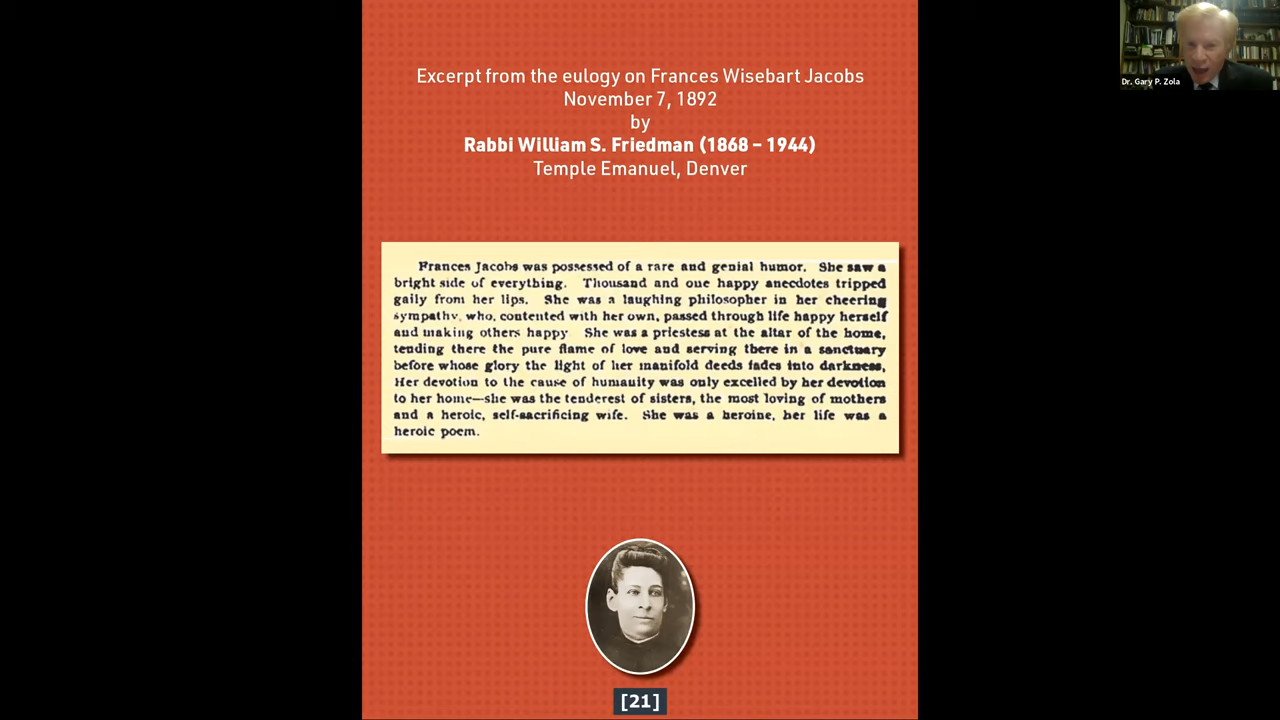 Excerpt from the eulogy on Frances Wisebart Jacobs
November 7, 1892
by
Rabbi William S. Friedman (1868 – 1944)
Temple Emanuel, Denver
Frances Jacobs was possessed of a rare and genial humor. She saw a
bright side of everything. Thousand and one happy anecdotes tripped
gaily from her lips. She was a laughing philosopher in her cheering
sympathy, who, contented with her own, passed through life happy herself
and making others happy She was a priestess at the altar of the home,
tending there the pure flame of love and serving there in a sanctuary
before whose glory the light of her manifold deeds fades into darkness,
Her devotion to the cause of humanity was only excelled by her devotion
to her home—she was the tenderest of sisters, the most loving of mothers
and a heroic, self-sacrificing wife. She was a heroine, her life was a
heroic poem.
[21]
Dr. Gary P. Zola